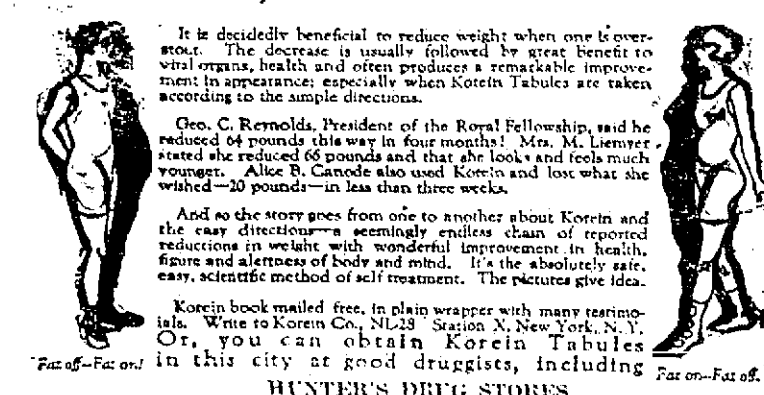 It is decidedly beneficial to reduce weight when one is over-
stout. The decrease is usually followed by great benefit to
vital organs, health and often produces a remarkable improve-
ment in appearance; especially when Korein Tabules are taken
according to the simple directions.
Geo. C. Reynolds, President of the Royal Fellowship, said he
reduced 64 pounds this way in four months! Mrs. M. Liemyer
stated she reduced 66 pounds and that she looks and feels much
younger. Alice B. Canode also used Korein and lost what she
wished—20 pounds—in less than three weeks.
And so the story goes from one to another about Korein and
the easy directions—a seemingly endless chain of reported
reductions in weight with wonderful improvement in health,
figure and alertness of body and mind. It's the absolutely safe,
easy, scientific method of self treatment. The pictures give idea.
Korein book mailed free, in plain wrapper with many testimo-
ials. Write to Korein Co., NL-28 Station X, New York, N. Y.
Or, you can obtain Korein Tabules
in this city at good druggists, including
HUNTER'S DRUG STORES
Fat off—Fat on!
Fat on—Fat off.